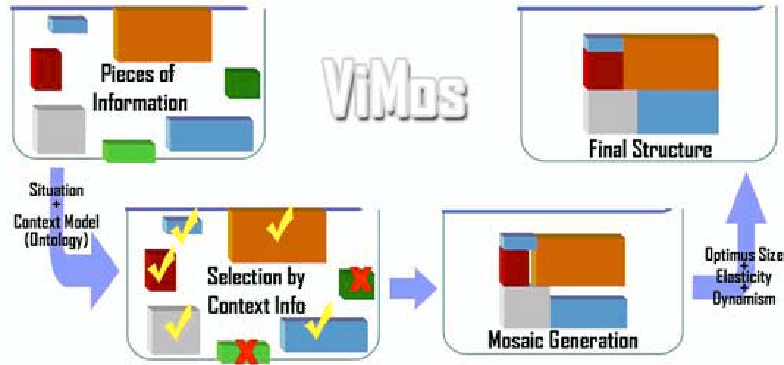 Pieces of
Information
ViMos
Final Structure
Situation
+
Context Model
(Ontology)
Selection by
Context Info
Mosaic Generation
Optimus Size
+
Elasticity
+
Dynamism